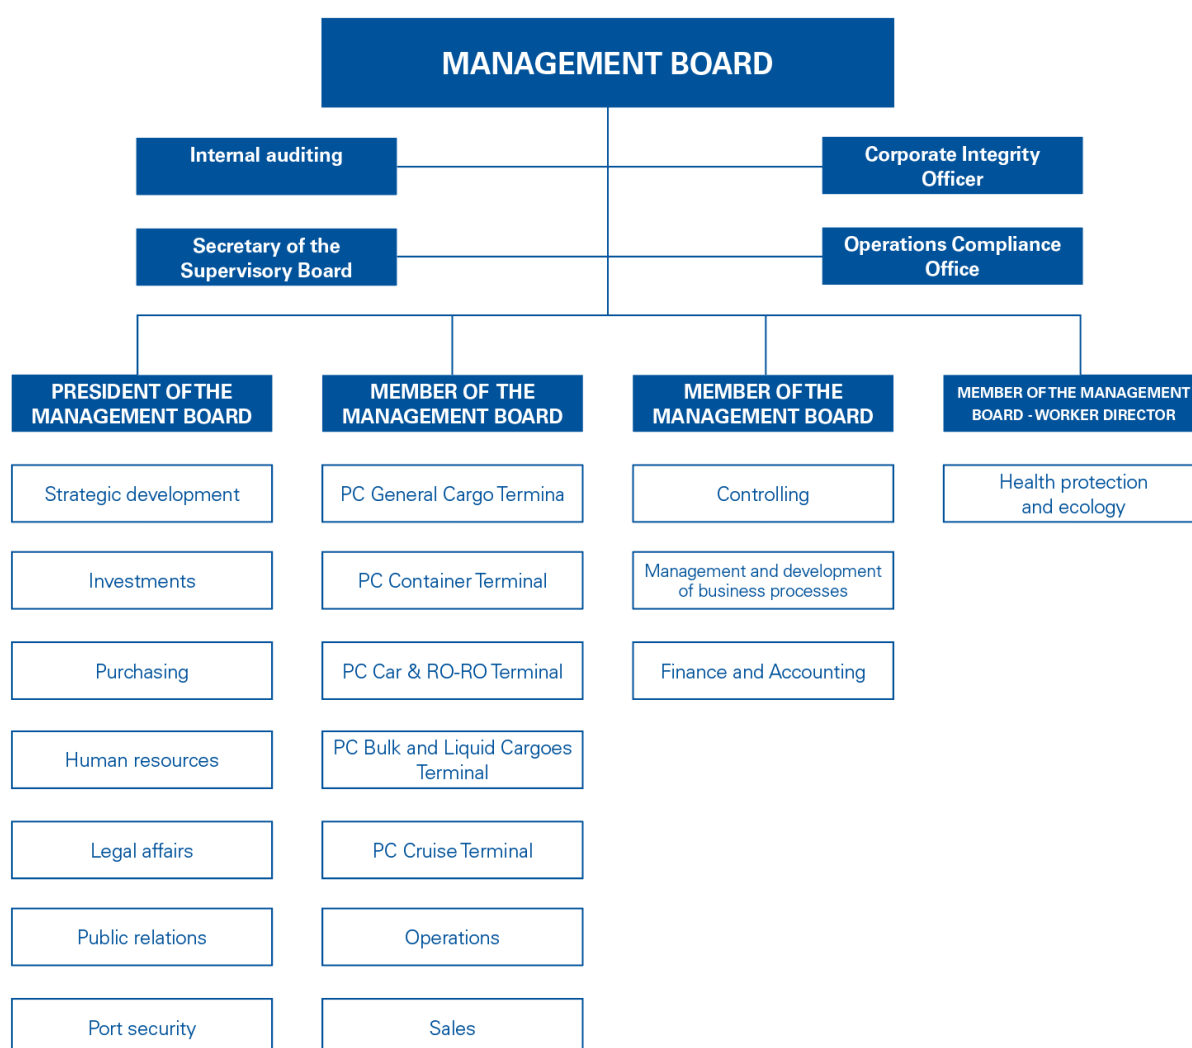 MANAGEMENT BOARD
Internal auditing
Corporate Integrity
Officer
Secretary of the
Supervisory Board
Operations Compliance
Office
PRESIDENT OF THE
MANAGEMENT BOARD
Strategic development
Investments
Purchasing
Human resources
Legal affairs
Public relations
Port security
MEMBER OF THE
MANAGEMENT BOARD
PC General Cargo Termina
PC Container Terminal
PC Car & RO-RO Terminal
PC Bulk and Liquid Cargoes
Terminal
PC Cruise Terminal
Operations
Sales
MEMBER OF THE
MANAGEMENT BOARD
Controlling
Management and development
of business processes
Finance and Accounting
MEMBER OF THE MANAGEMENT
BOARD - WORKER DIRECTOR
Health protection
and ecology